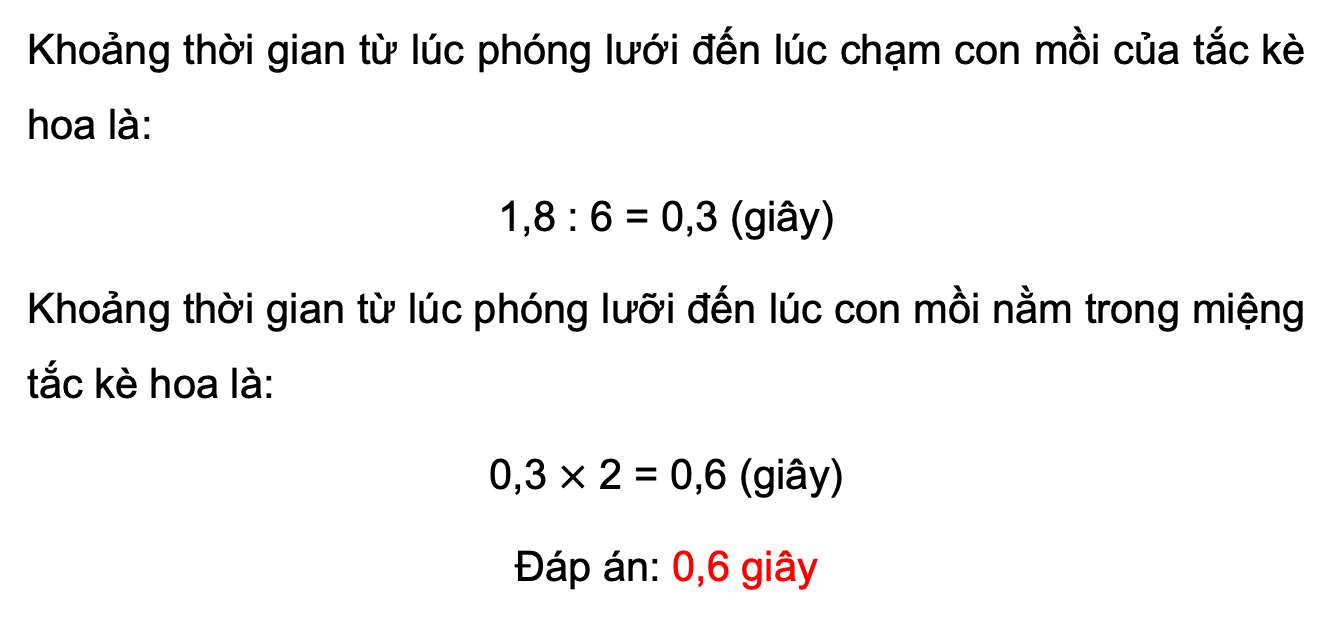 Khoảng thời gian từ lúc phóng lưới đến lúc chạm con mồi của tắc kè
hoa là:
1,8 : 6 = 0,3 (giây)
Khoảng thời gian từ lúc phóng lưỡi đến lúc con mồi nằm trong miệng
tắc kè hoa là:
0,3 × 2 = 0,6 (giây)
Đáp án: 0,6 giây